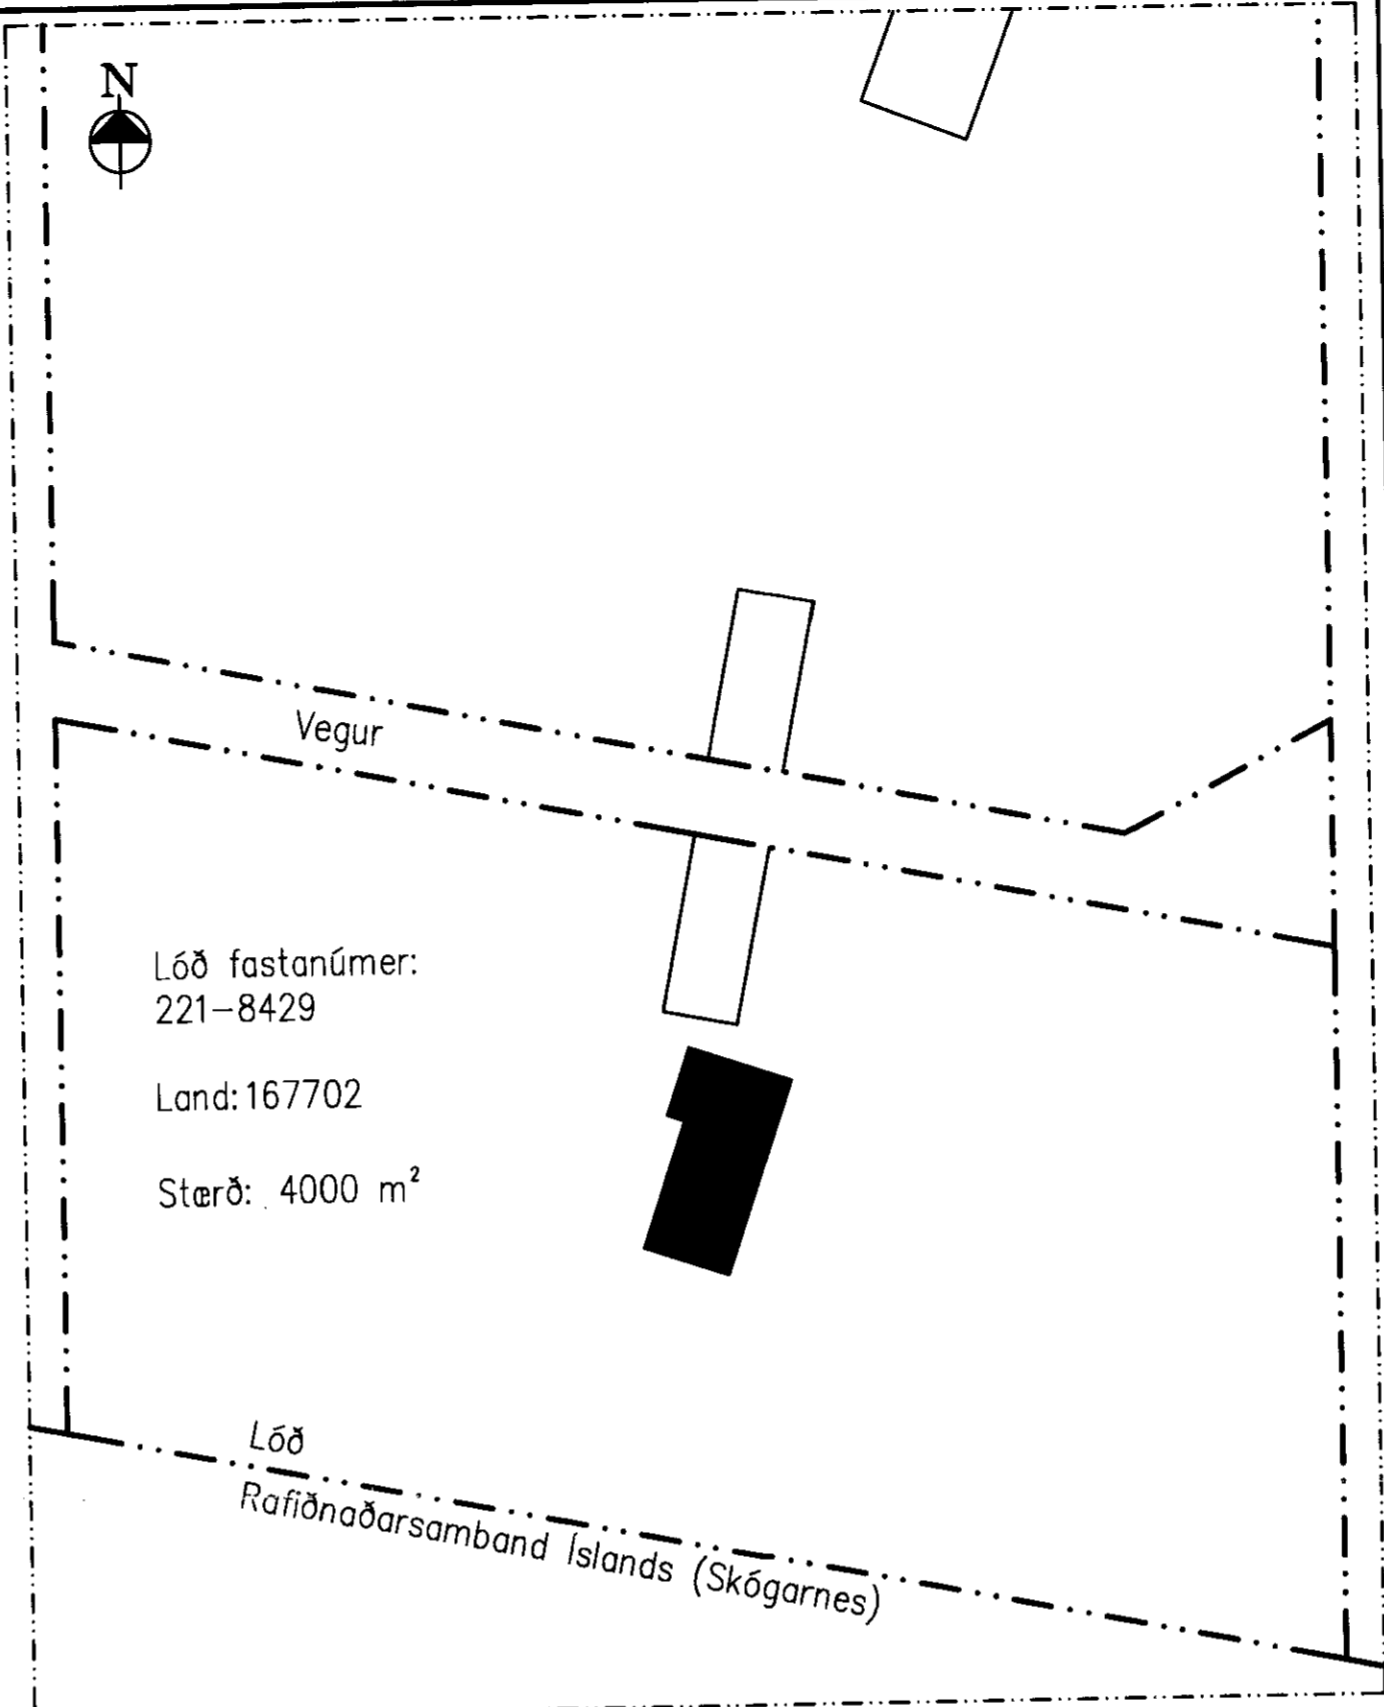 N
Vegur
Lóð fastanúmer:
221-8429
Land: 167702
Stærð: 4000 m²
Lóð
Rafiðnaðarsamband Íslands (Skógarnes)